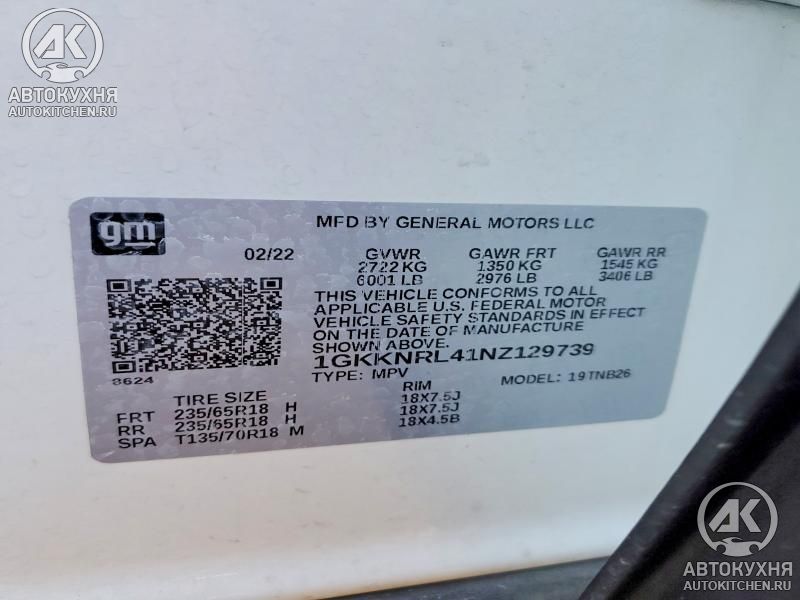 AK
АВТОКУХНЯ
AUTOKITCHEN.RU
gm
MFD BY GENERAL MOTORS LLC
02/22 GVWR GAWR FRT GAWR RR
2722 KG 1350 KG 1545 KG
6001 LB 2976 LB 3406 LB
THIS VEHICLE CONFORMS TO ALL
APPLICABLE U.S. FEDERAL MOTOR
VEHICLE SAFETY STANDARDS IN EFFECT
ON THE DATE OF MANUFACTURE
SHOWN ABOVE.
1GKKNRL41NZ129739
8624
TYPE: MPV MODEL: 19TNB26
TIRE SIZE RIM
FRT 235/65R18 H 18X7.5J
RR 235/65R18 H 18X7.5J
SPA T135/70R18 M 18X4.5B
AK
АВТОКУХНЯ
AUTOKITCHEN.RU